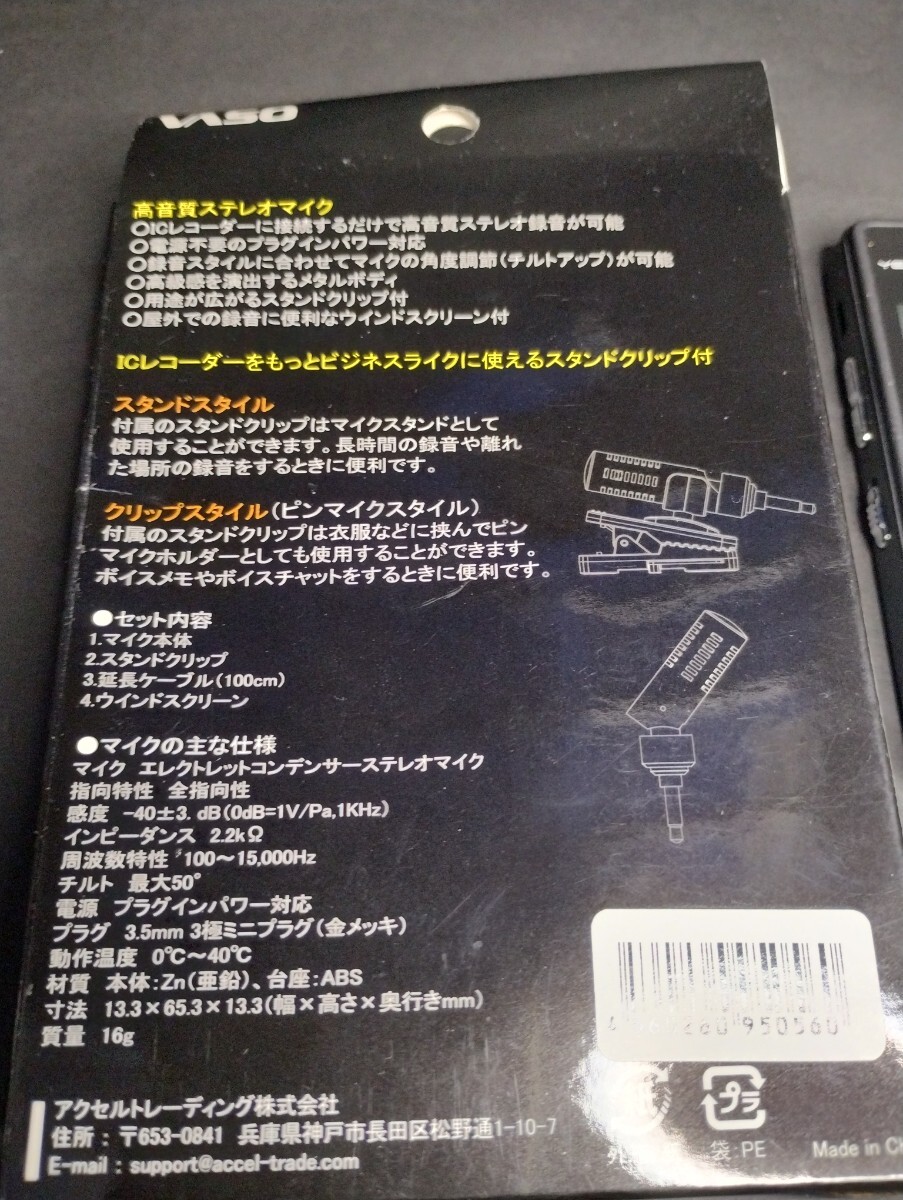 VASO
高音質ステレオマイク
○ICレコーダーに接続するだけで高音質ステレオ録音が可能
○電源不要のプラグインパワー対応
○録音スタイルに合わせてマイクの角度調節(チルトアップ)が可能
○高級感を演出するメタルボディ
○用途が広がるスタンドクリップ付
○屋外での録音に便利なウインドスクリーン付
ICレコーダーをもっとビジネスライクに使えるスタンドクリップ付
スタンドスタイル
付属のスタンドクリップはマイクスタンドとして
使用することができます。長時間の録音や離れ
た場所の録音をするときに便利です。
クリップスタイル(ピンマイクスタイル)
付属のスタンドクリップは衣服などに挟んでピン
マイクホルダーとしても使用することができます。
ボイスメモやボイスチャットをするときに便利です。
●セット内容
1.マイク本体
2.スタンドクリップ
3.延長ケーブル(100cm)
4.ウインドスクリーン
●マイクの主な仕様
マイク エレクトレットコンデンサーステレオマイク
指向特性 全指向性
感度 -40±3. dB(0dB=1V/Pa,1KHz)
インピーダンス 2.2kΩ
周波数特性 100～15,000Hz
チルト 最大50°
電源 プラグインパワー対応
プラグ 3.5mm 3極ミニプラグ(金メッキ)
動作温度 0℃～40℃
材質 本体:Zn(亜鉛)、台座:ABS
寸法 13.3×65.3×13.3(幅×高さ×奥行きmm)
質量 16g
950560
アクセルトレーディング株式会社
住所:〒653-0841 兵庫県神戸市長田区松野通1-10-7
E-mail : support@accel-trade.com
プラ
外
袋:PE
Made in